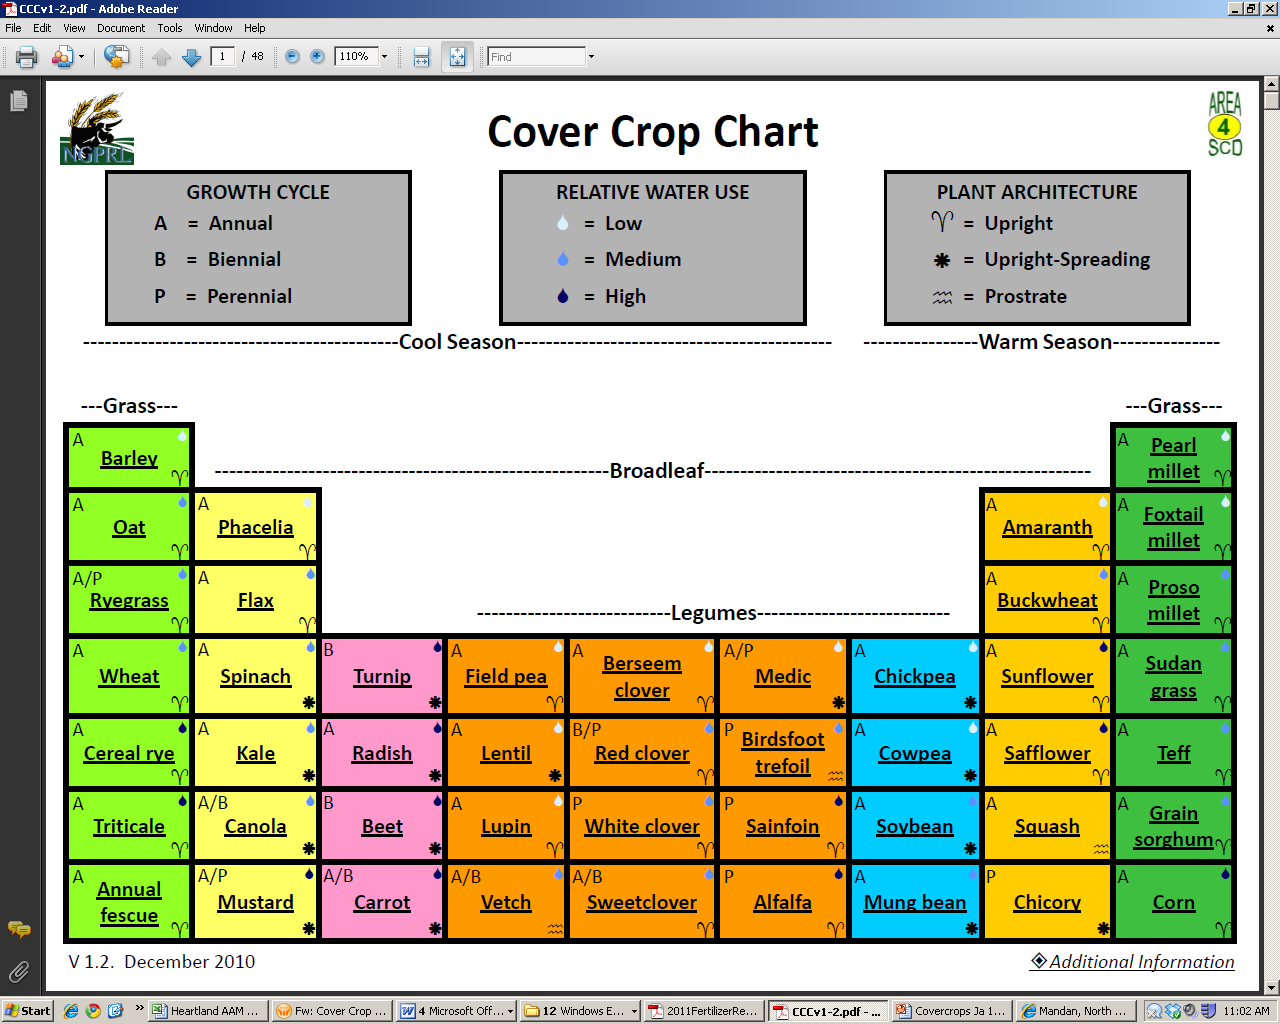 CCCv1-2.pdf - Adobe Reader
File Edit View Document Tools Window Help
1 / 48 110% Find
NGPRL
Cover Crop Chart
AREA
4
SCD
GROWTH CYCLE
A = Annual
B = Biennial
P = Perennial
RELATIVE WATER USE
= Low
= Medium
= High
PLANT ARCHITECTURE
= Upright
= Upright-Spreading
= Prostrate
---Cool Season---
---Warm Season---
---Grass---
---Grass---
---Broadleaf---
---Legumes---
A Barley
A Pearl
millet
A Oat
A Phacelia
A Amaranth
A Foxtail
millet
A/P Ryegrass
A Flax
A Buckwheat
A Proso
millet
A Wheat
A Spinach
B Turnip
A Field pea
A Berseem
clover
A/P Medic
A Chickpea
A Sunflower
A Sudan
grass
A Cereal rye
A Kale
A Radish
A Lentil
B/P Red clover
P Birdsfoot
trefoil
A Cowpea
A Safflower
A Teff
A Triticale
A/B Canola
B Beet
A Lupin
P White clover
P Sainfoin
A Soybean
A Squash
A Grain
sorghum
A Annual
fescue
A/P Mustard
A/B Carrot
A/B Vetch
A/B Sweetclover
P Alfalfa
A Mung bean
P Chicory
A Corn
V 1.2. December 2010
Additional Information
Start
Heartland AAM ...
Fw: Cover Crop ...
4 Microsoft Off...
12 Windows E...
2011FertilizerRe...
CCCv1-2.pdf - ...
Covercrops Ja 1...
Mandan, North ...
11:02 AM